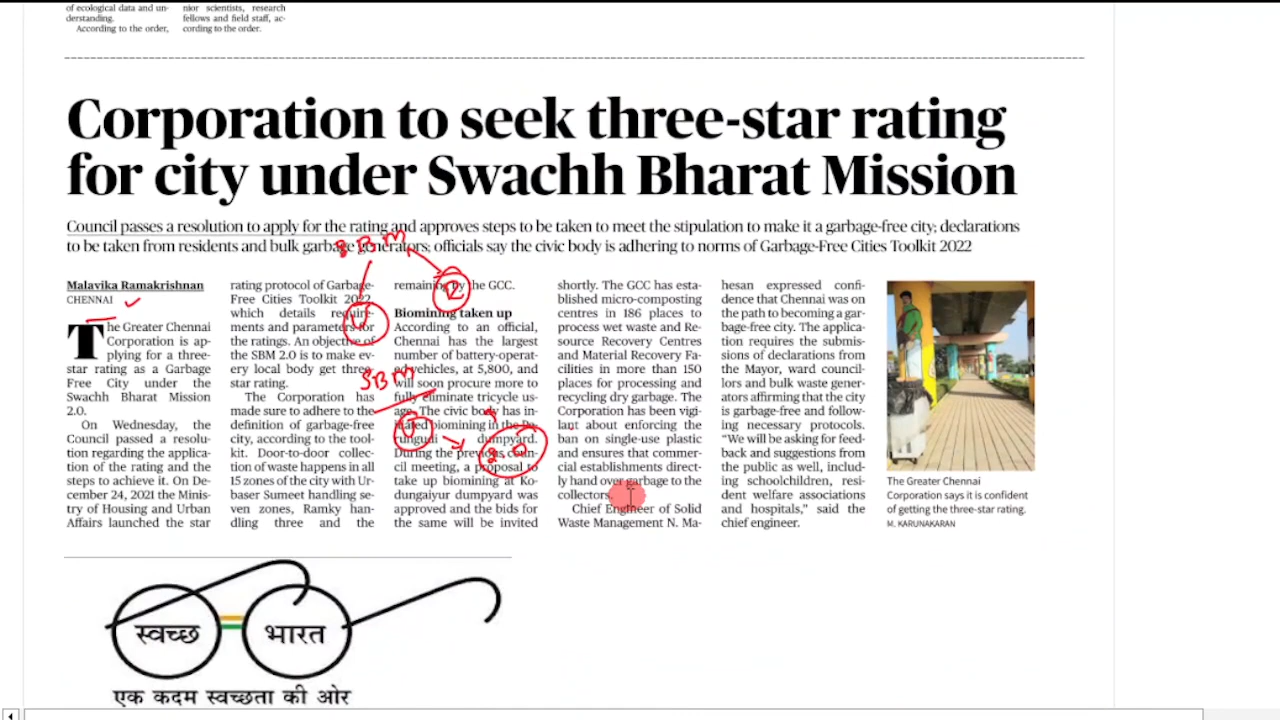 of ecological data and un-
derstanding.
According to the order,
nior scientists, research
fellows and field staff, ac-
cording to the order.
Corporation to seek three-star rating
for city under Swachh Bharat Mission
Council passes a resolution to apply for the rating and approves steps to be taken to meet the stipulation to make it a garbage-free city; declarations
to be taken from residents and bulk garbage generators; officials say the civic body is adhering to norms of Garbage-Free Cities Toolkit 2022
Malavika Ramakrishnan
CHENNAI
The Greater Chennai
Corporation is ap-
plying for a three-
star rating as a Garbage
Free City under the
Swachh Bharat Mission
2.0.
On Wednesday, the
Council passed a resolu-
tion regarding the applica-
tion of the rating and the
steps to achieve it. On De-
cember 24, 2021 the Minis-
try of Housing and Urban
Affairs launched the star
rating protocol of Garbage-
Free Cities Toolkit 2022,
which details require-
ments and parameters for
the ratings. An objective of
the SBM 2.0 is to make ev-
ery local body get three-
star rating.
The Corporation has
made sure to adhere to the
definition of garbage-free
city, according to the tool-
kit. Door-to-door collec-
tion of waste happens in all
15 zones of the city with Ur-
baser Sumeet handling se-
ven zones, Ramky han-
dling three and the
remaining by the GCC.
Biomining taken up
According to an official,
Chennai has the largest
number of battery-operat-
ed vehicles, at 5,800, and
will soon procure more to
fully eliminate tricycle us-
age. The civic body has in-
itiated biomining in the Pe-
rungudi dumpyard.
During the previous coun-
cil meeting, a proposal to
take up biomining at Ko-
dungaiyur dumpyard was
approved and the bids for
the same will be invited
shortly. The GCC has esta-
blished micro-composting
centres in 186 places to
process wet waste and Re-
source Recovery Centres
and Material Recovery Fa-
cilities in more than 150
places for processing and
recycling dry garbage. The
Corporation has been vigi-
lant about enforcing the
ban on single-use plastic
and ensures that commer-
cial establishments direct-
ly hand over garbage to the
collectors.
Chief Engineer of Solid
Waste Management N. Ma-
hesan expressed confi-
dence that Chennai was on
the path to becoming a gar-
bage-free city. The applica-
tion requires the submis-
sions of declarations from
the Mayor, ward council-
lors and bulk waste gener-
ators affirming that the city
is garbage-free and follow-
ing necessary protocols.
"We will be asking for feed-
back and suggestions from
the public as well, includ-
ing schoolchildren, resi-
dent welfare associations
and hospitals," said the
chief engineer.
The Greater Chennai
Corporation says it is confident
of getting the three-star rating.
M. KARUNAKARAN
SBM
2
SBM
2.0
स्वच्छ भारत
एक कदम स्वच्छता की ओर